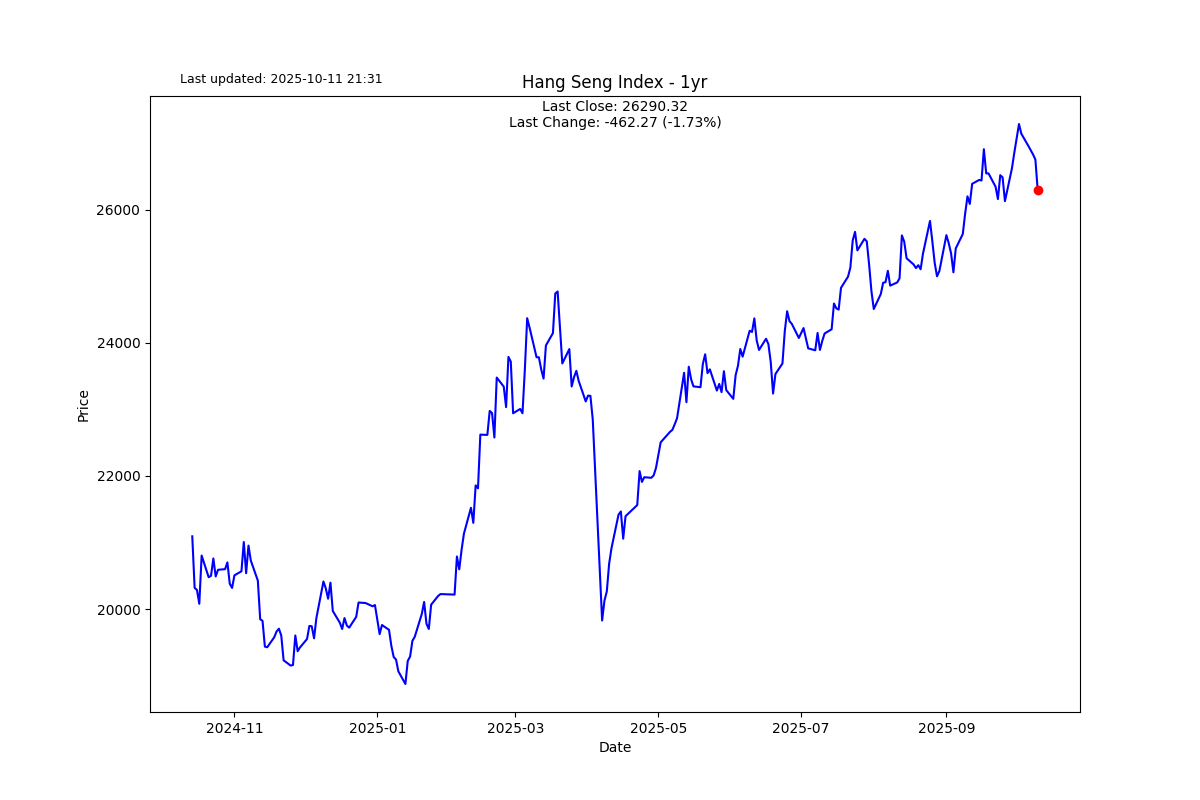 Last updated: 2025-10-11 21:31
Hang Seng Index - 1yr
Last Close: 26290.32
Last Change: -462.27 (-1.73%)
Price
26000
24000
22000
20000
2024-11
2025-01
2025-03
2025-05
2025-07
2025-09
Date